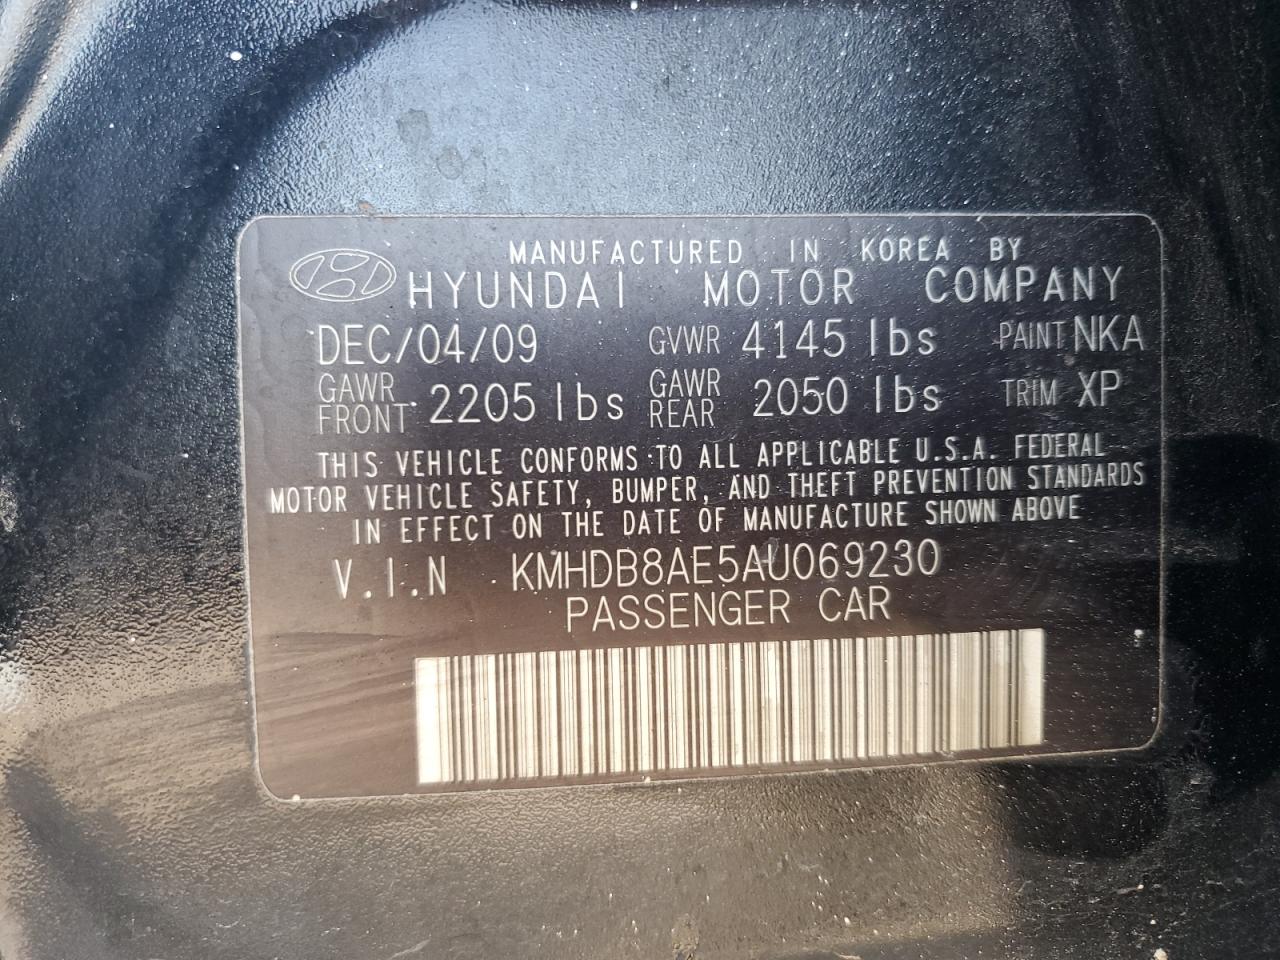 MANUFACTURED IN KOREA BY
HYUNDAI MOTOR COMPANY
DEC/04/09 GVWR 4145 lbs PAINT NKA
GAWR FRONT 2205 lbs GAWR REAR 2050 lbs TRIM XP
THIS VEHICLE CONFORMS TO ALL APPLICABLE U.S.A. FEDERAL
MOTOR VEHICLE SAFETY, BUMPER, AND THEFT PREVENTION STANDARDS
IN EFFECT ON THE DATE OF MANUFACTURE SHOWN ABOVE
V.I.N KMHDB8AE5AU069230
PASSENGER CAR